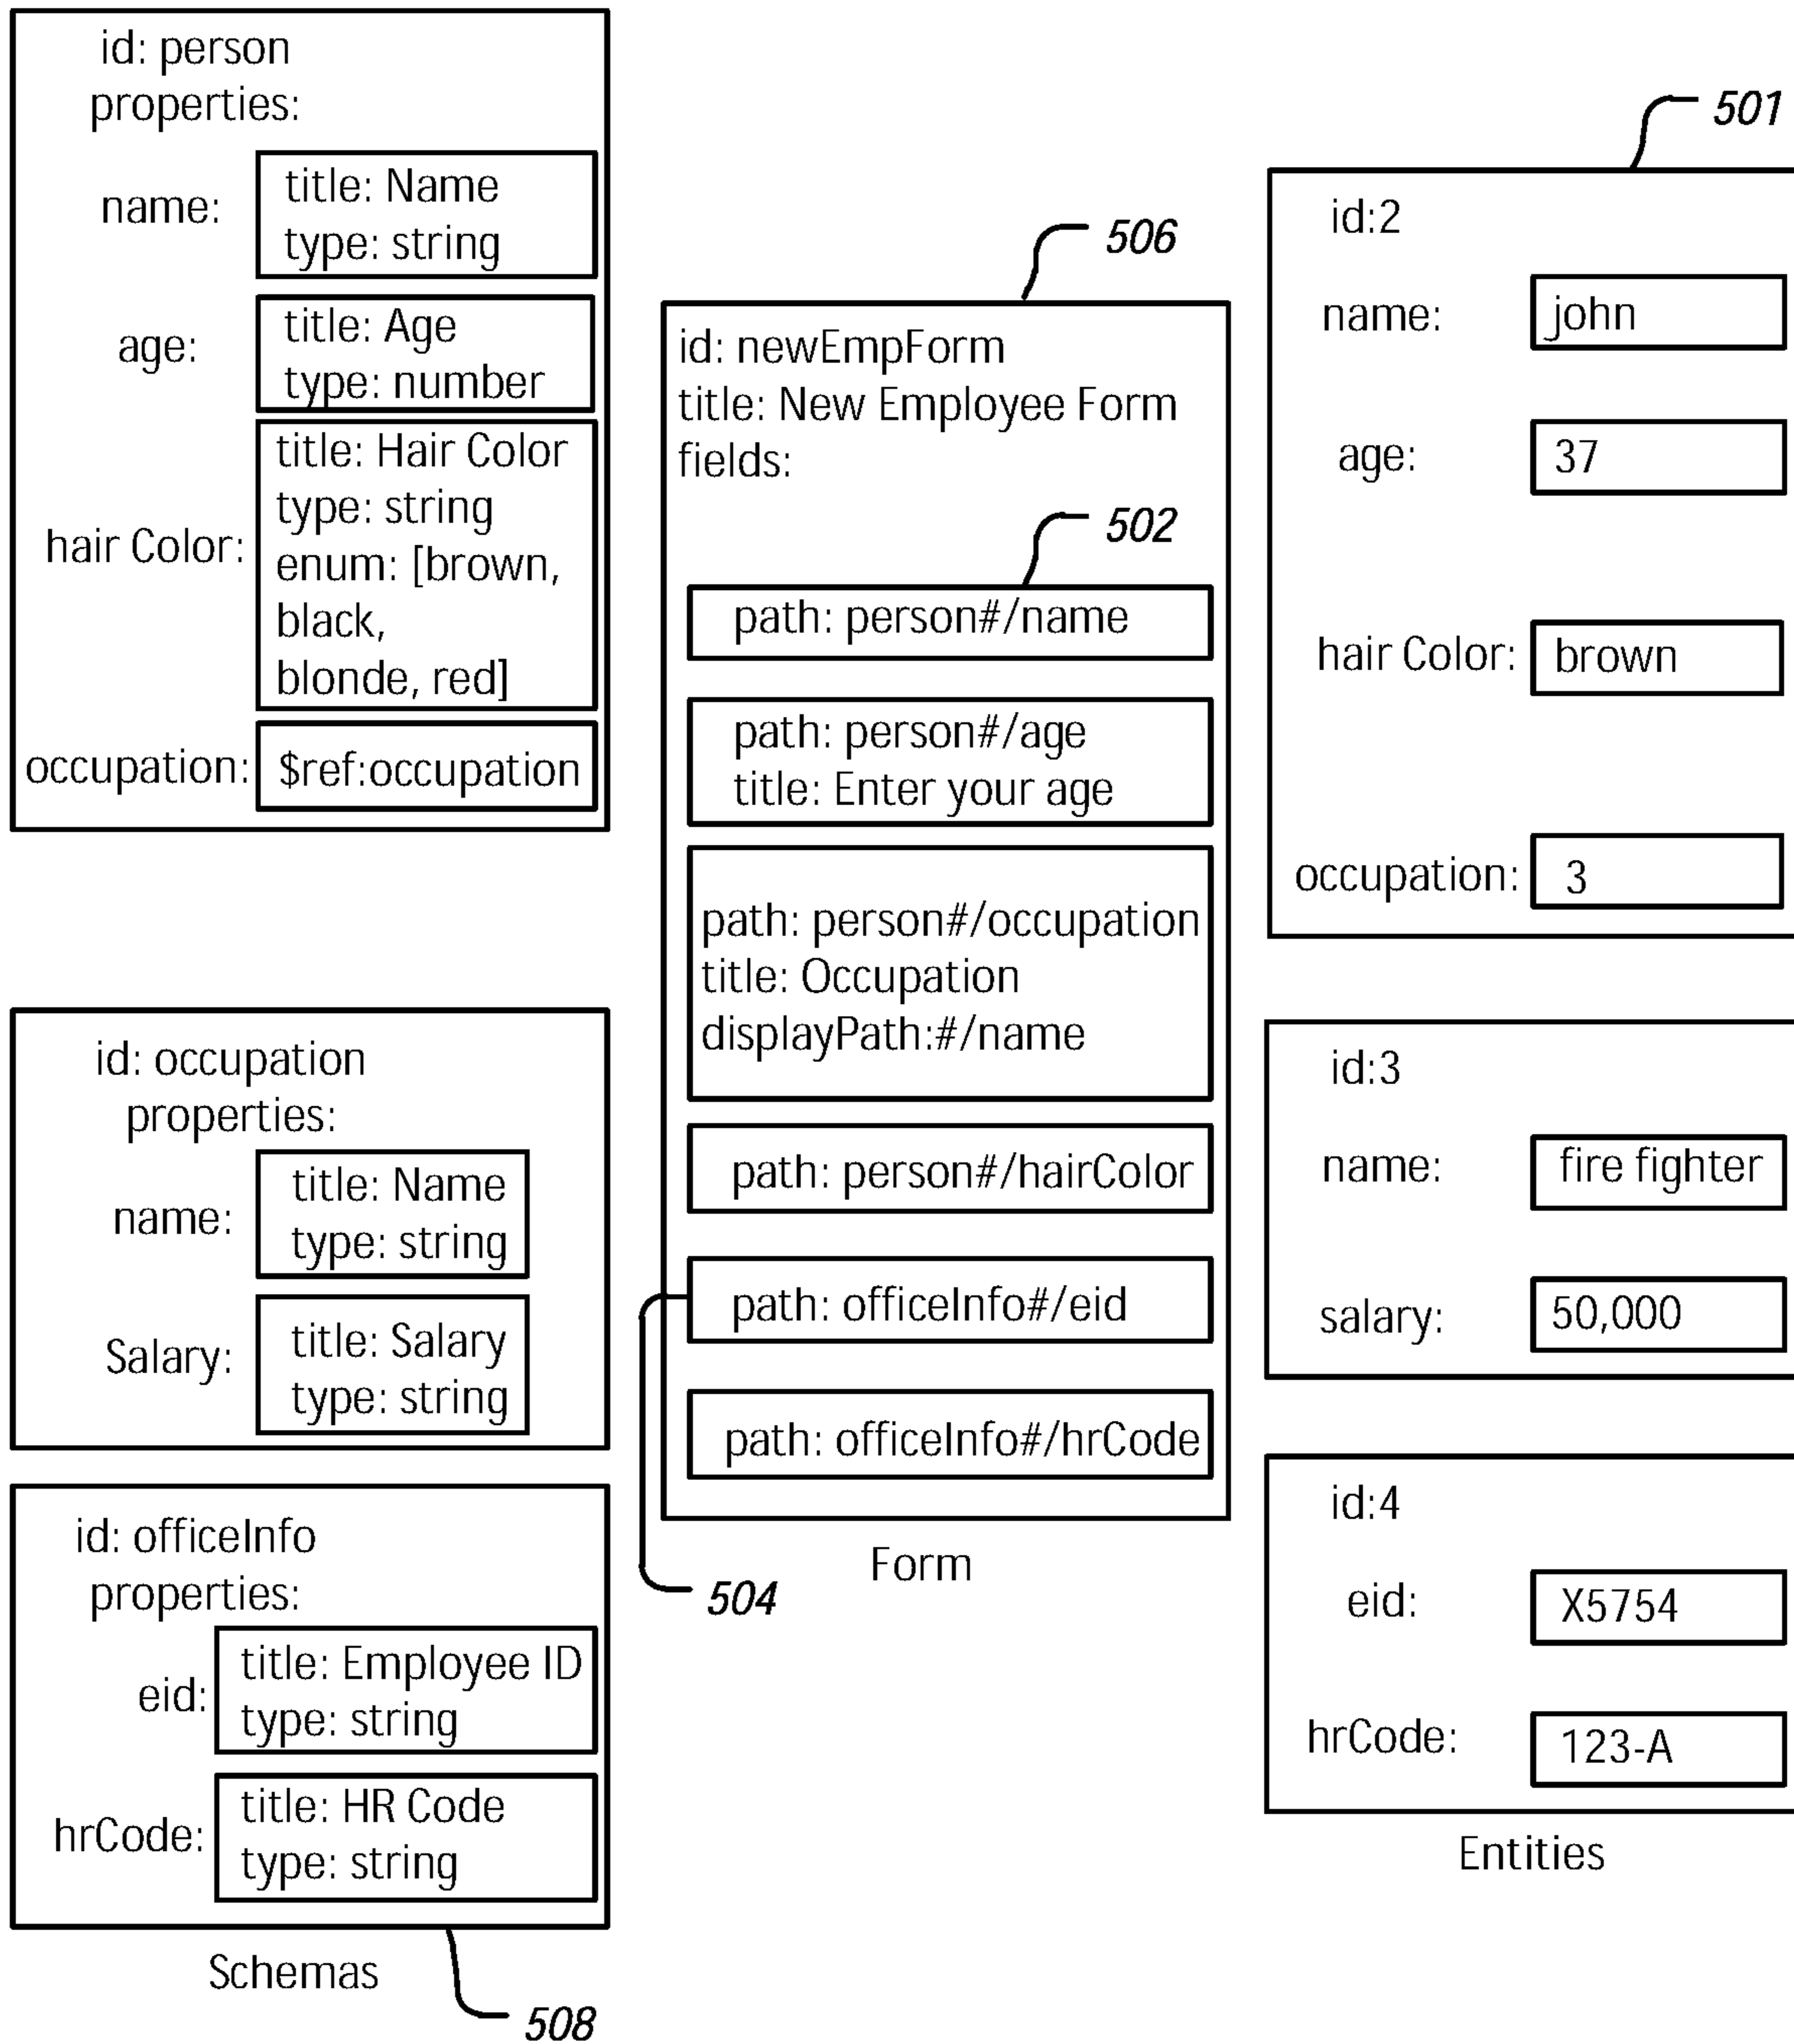 id: person
properties:
name:
title: Name
type: string
age:
title: Age
type: number
hair Color:
title: Hair Color
type: string
enum: [brown,
black,
blonde, red]
occupation:
$ref:occupation
id: occupation
properties:
name:
title: Name
type: string
Salary:
title: Salary
type: string
id: officeInfo
properties:
eid:
title: Employee ID
type: string
hrCode:
title: HR Code
type: string
Schemas
508
506
id: newEmpForm
title: New Employee Form
fields:
502
path: person#/name
path: person#/age
title: Enter your age
path: person#/occupation
title: Occupation
displayPath:#/name
path: person#/hairColor
path: officeInfo#/eid
path: officeInfo#/hrCode
504
Form
501
id:2
name:
john
age:
37
hair Color:
brown
occupation:
3
id:3
name:
fire fighter
salary:
50,000
id:4
eid:
X5754
hrCode:
123-A
Entities